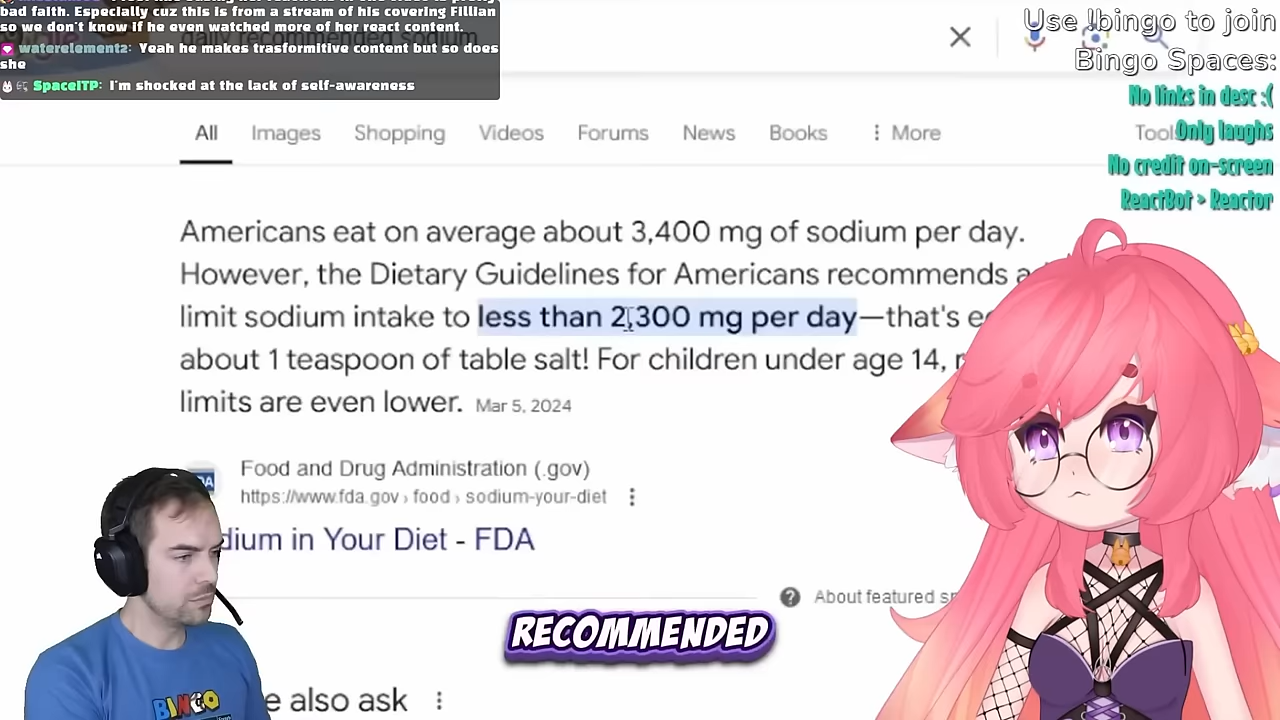 bad faith. Especially cuz this is from a stream of his covering Fillian
so we don't know if he even watched more of her react content.
waterelement2: Yeah he makes trasformitive content but so does
she
SpaceITP: I'm shocked at the lack of self-awareness
Use !bingo to join
Bingo Spaces:
No links in desc :(
Only laughs
No credit on-screen
ReactBot > Reactor
All Images Shopping Videos Forums News Books More
Americans eat on average about 3,400 mg of sodium per day.
However, the Dietary Guidelines for Americans recommends
limit sodium intake to less than 2,300 mg per day—that's
about 1 teaspoon of table salt! For children under age 14,
limits are even lower. Mar 5, 2024
Food and Drug Administration (.gov)
https://www.fda.gov › food › sodium-your-diet
dium in Your Diet - FDA
About featured
RECOMMENDED
e also ask
BINGO